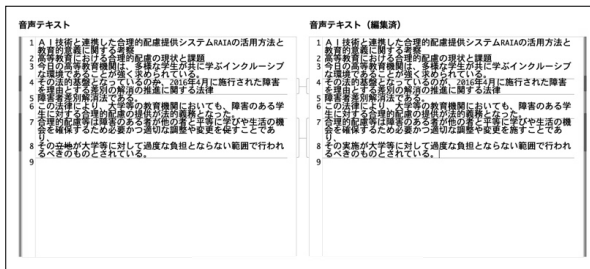 音声テキスト
1 ＡＩ技術と連携した合理的配慮提供システムRAIAの活用方法と
教育的意義に関する考察
2 高等教育における合理的配慮の現状と課題
3 今日の高等教育機関は、多様な学生が共に学ぶインクルーシブ
な環境であることが強く求められている。
4 その法的基盤となっているのか、2016年4月に施行された障害
を理由とする差別の解消の推進に関する法律
5 障害者差別解消法である。
6 この法律により、大学等の教育機関においても、障害のある学
生に対する合理的配慮の提供が法的義務となった。
7 合理的配慮等は障害のある者が他の者と平等に学びや生活の機
会を確保するため必要かつ適切な調整や変更を促すことであ
り、
8 その立地が大学等に対して過度な負担とならない範囲で行われ
るべきのものとされている。
9
音声テキスト（編集済）
1 ＡＩ技術と連携した合理的配慮提供システムRAIAの活用方法と
教育的意義に関する考察
2 高等教育における合理的配慮の現状と課題
3 今日の高等教育機関は、多様な学生が共に学ぶインクルーシブ
な環境であることが強く求められている。
4 その法的基盤となっているのが、2016年4月に施行された障害
を理由とする差別の解消の推進に関する法律
5 障害者差別解消法である。
6 この法律により、大学等の教育機関においても、障害のある学
生に対する合理的配慮の提供が法的義務となった。
7 合理的配慮等は障害のある者が他の者と平等に学びや生活の機
会を確保するため必要かつ適切な調整や変更を施すことであ
り、
8 その実施が大学等に対して過度な負担とならない範囲で行われ
るべきのものとされている。
9